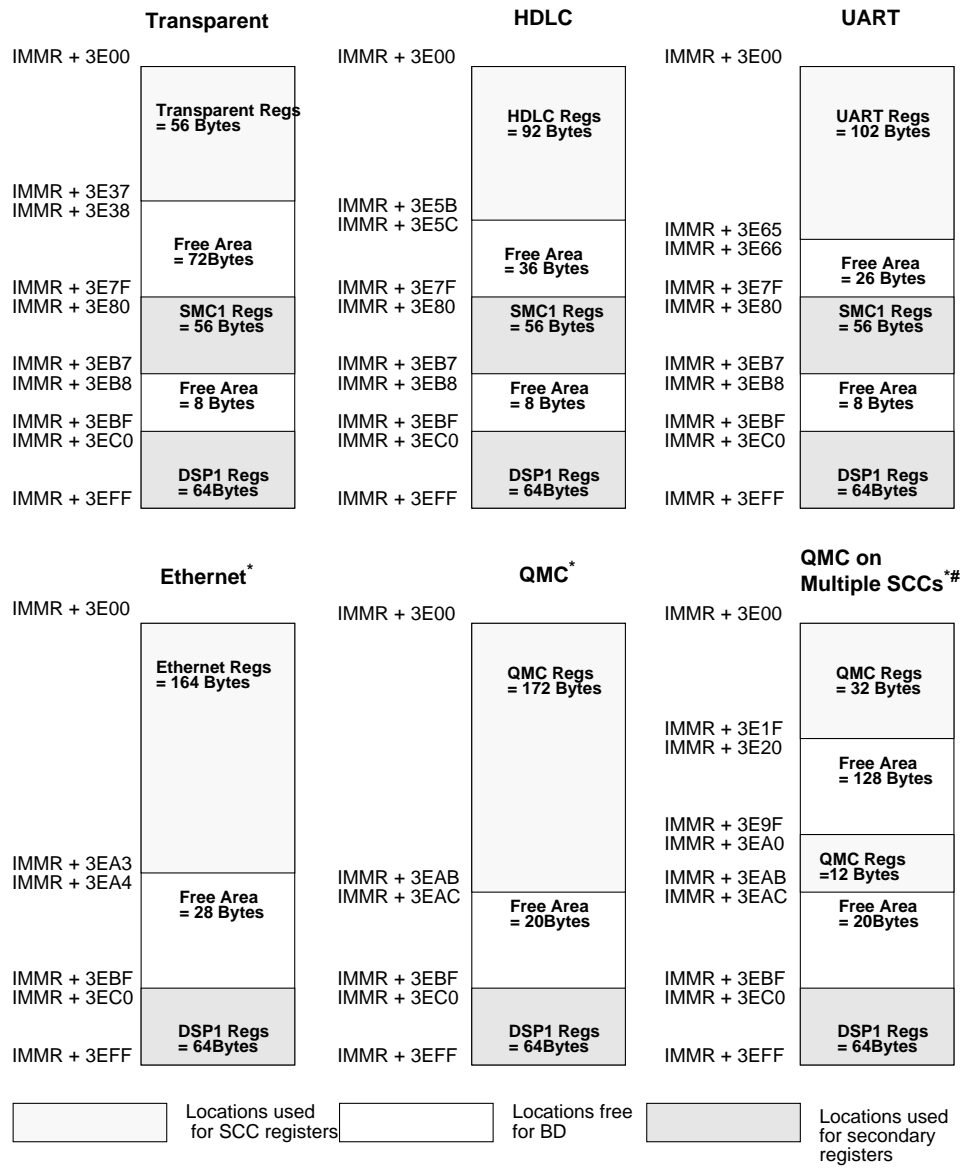 Transparent
IMMR + 3E00
Transparent Regs
= 56 Bytes
IMMR + 3E37
IMMR + 3E38
Free Area
= 72Bytes
IMMR + 3E7F
IMMR + 3E80
SMC1 Regs
= 56 Bytes
IMMR + 3EB7
IMMR + 3EB8
Free Area
= 8 Bytes
IMMR + 3EBF
IMMR + 3EC0
DSP1 Regs
= 64Bytes
IMMR + 3EFF
HDLC
IMMR + 3E00
HDLC Regs
= 92 Bytes
IMMR + 3E5B
IMMR + 3E5C
Free Area
= 36 Bytes
IMMR + 3E7F
IMMR + 3E80
SMC1 Regs
= 56 Bytes
IMMR + 3EB7
IMMR + 3EB8
Free Area
= 8 Bytes
IMMR + 3EBF
IMMR + 3EC0
DSP1 Regs
= 64Bytes
IMMR + 3EFF
UART
IMMR + 3E00
UART Regs
= 102 Bytes
IMMR + 3E65
IMMR + 3E66
Free Area
= 26 Bytes
IMMR + 3E7F
IMMR + 3E80
SMC1 Regs
= 56 Bytes
IMMR + 3EB7
IMMR + 3EB8
Free Area
= 8 Bytes
IMMR + 3EBF
IMMR + 3EC0
DSP1 Regs
= 64Bytes
IMMR + 3EFF
Ethernet*
IMMR + 3E00
Ethernet Regs
= 164 Bytes
IMMR + 3EA3
IMMR + 3EA4
Free Area
= 28 Bytes
IMMR + 3EBF
IMMR + 3EC0
DSP1 Regs
= 64Bytes
IMMR + 3EFF
QMC*
IMMR + 3E00
QMC Regs
= 172 Bytes
IMMR + 3EAB
IMMR + 3EAC
Free Area
= 20Bytes
IMMR + 3EBF
IMMR + 3EC0
DSP1 Regs
= 64Bytes
IMMR + 3EFF
QMC on
Multiple SCCs*#
IMMR + 3E00
QMC Regs
= 32 Bytes
IMMR + 3E1F
IMMR + 3E20
Free Area
= 128 Bytes
IMMR + 3E9F
IMMR + 3EA0
QMC Regs
=12 Bytes
IMMR + 3EAB
IMMR + 3EAC
Free Area
= 20Bytes
IMMR + 3EBF
IMMR + 3EC0
DSP1 Regs
= 64Bytes
IMMR + 3EFF
Locations used
for SCC registers
Locations free
for BD
Locations used
for secondary
registers